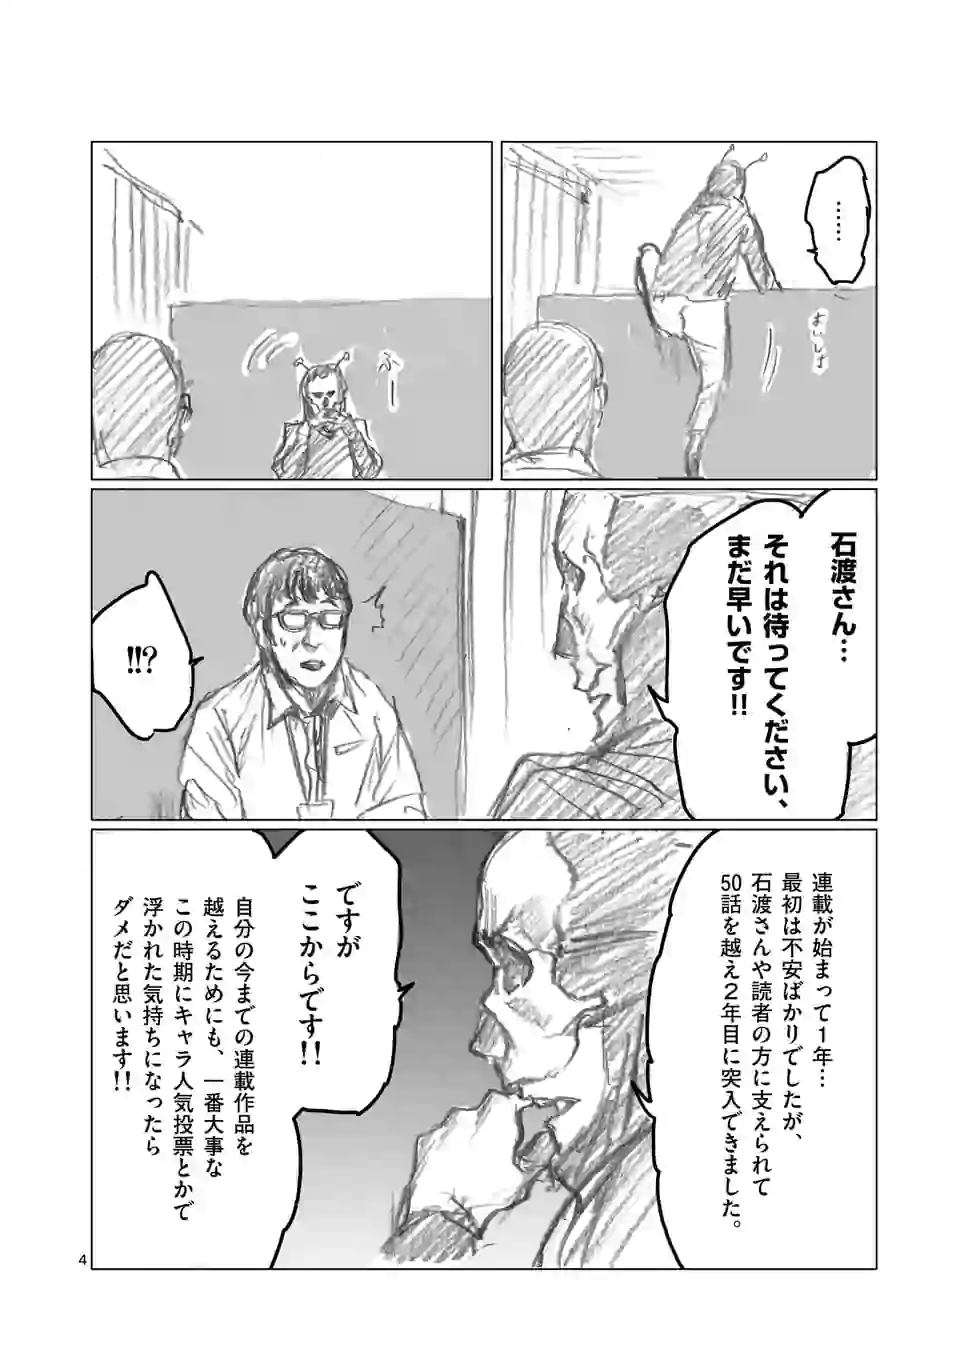 ……
よいしょ
ふー
石渡さん…
それは待ってください、
まだ早いです!!
!!?
連載が始まって1年…
最初は不安ばかりでしたが、
石渡さんや読者の方に支えられて
50話を越え2年目に突入できました。
ですが
ここからです!!
自分の今までの連載作品を
越えるためにも、一番大事な
この時期にキャラ人気投票とかで
浮かれた気持ちになったら
ダメだと思います!!
4